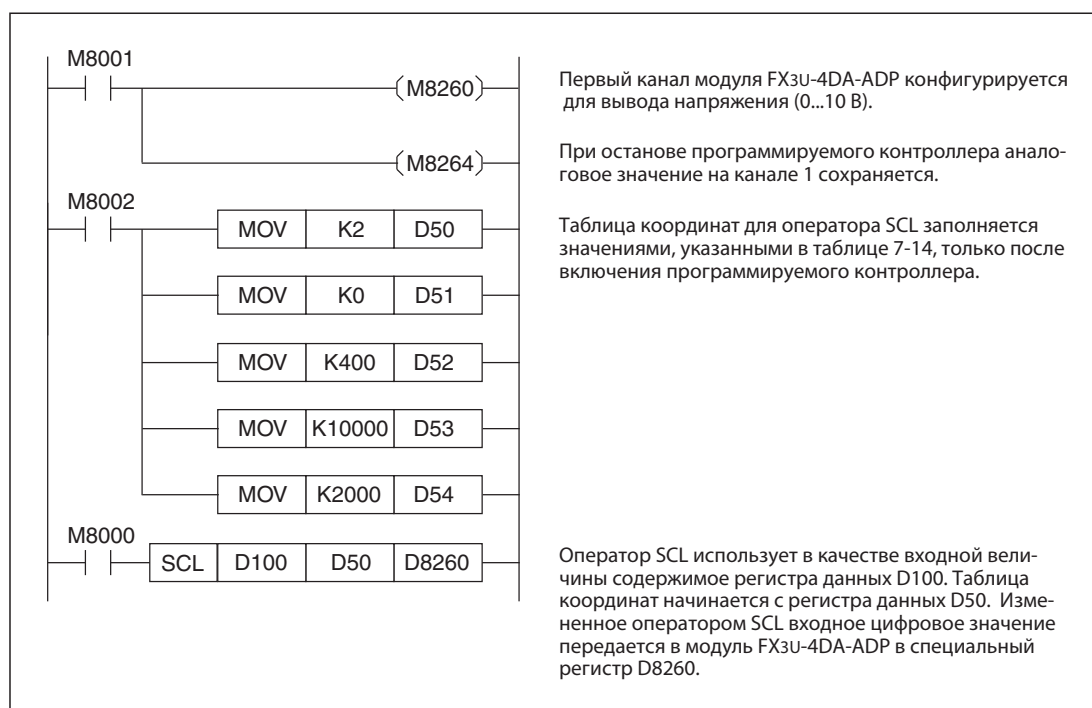 M8001
(M8260)
Первый канал модуля FX3U-4DA-ADP конфигурируется
для вывода напряжения (0...10 В).
(M8264)
При останове программируемого контроллера анало-
говое значение на канале 1 сохраняется.
M8002
MOV K2 D50
Таблица координат для оператора SCL заполняется
значениями, указанными в таблице 7-14, только после
включения программируемого контроллера.
MOV K0 D51
MOV K400 D52
MOV K10000 D53
MOV K2000 D54
M8000
SCL D100 D50 D8260
Оператор SCL использует в качестве входной вели-
чины содержимое регистра данных D100. Таблица
координат начинается с регистра данных D50. Изме-
ненное оператором SCL входное цифровое значение
передается в модуль FX3U-4DA-ADP в специальный
регистр D8260.